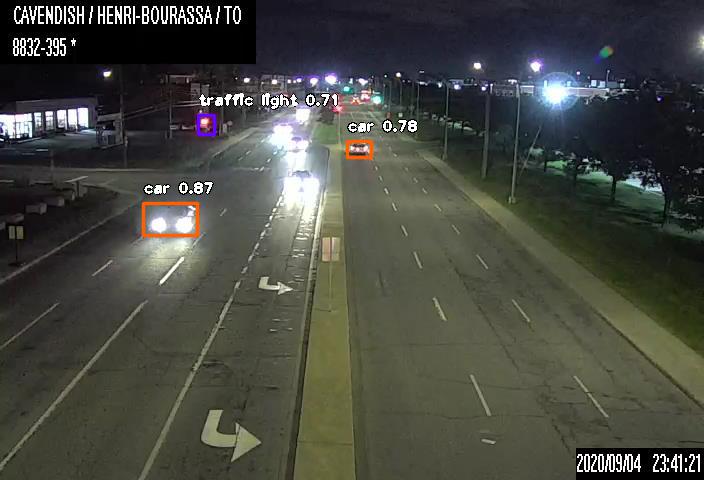 CAVENDISH / HENRI-BOURASSA / TO
8832-395 *
traffic light 0.71
car 0.78
car 0.87
2020/09/04 23:41:21